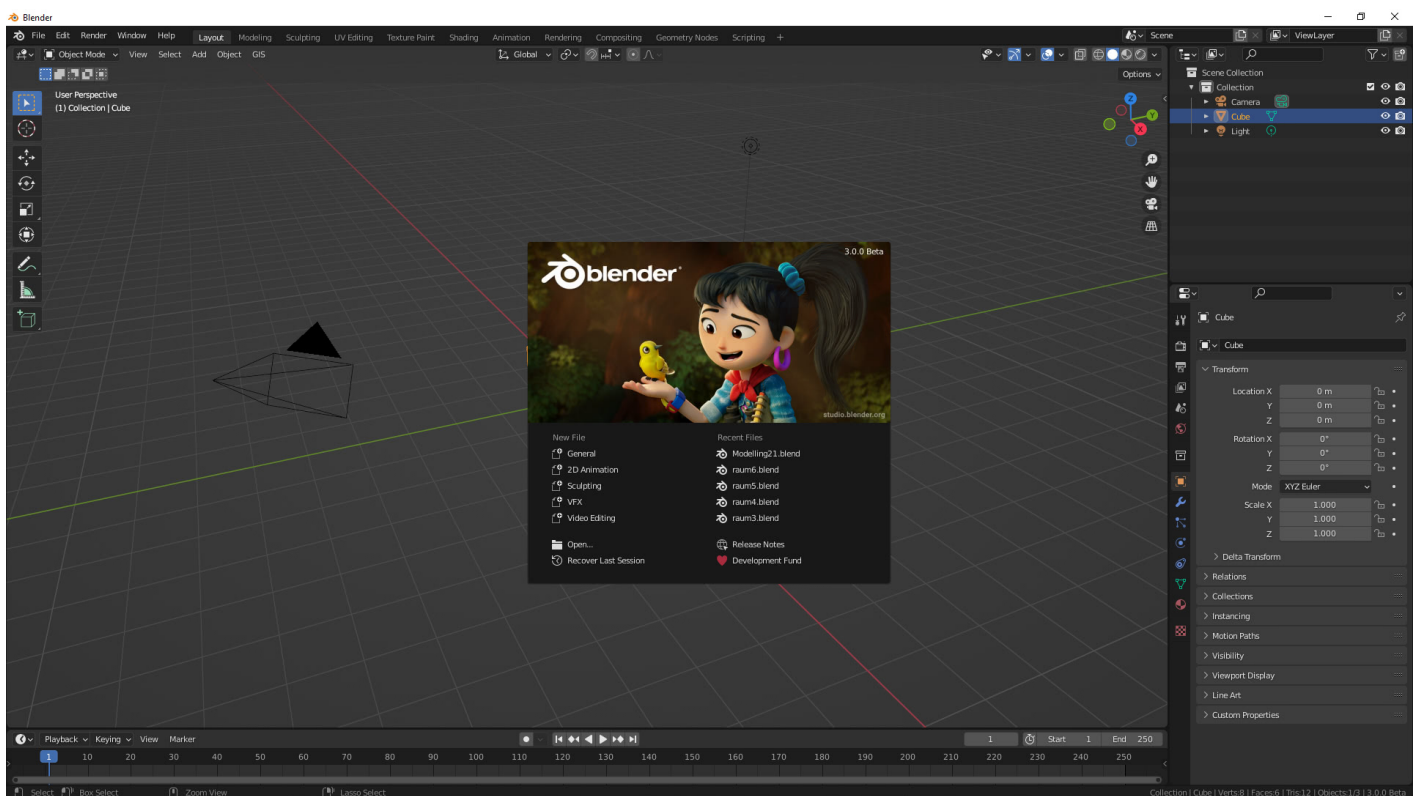 Blender
File Edit Render Window Help Layout Modeling Sculpting UV Editing Texture Paint Shading Animation Rendering Compositing Geometry Nodes Scripting + Scene ViewLayer
Object Mode View Select Add Object GIS Global
Options
User Perspective
(1) Collection | Cube
Z
Y
X
Scene Collection
Collection
Camera
Cube
Light
blender
3.0.0 Beta
studio.blender.org
New File
General
2D Animation
Sculpting
VFX
Video Editing
Open...
Recover Last Session
Recent Files
Modelling21.blend
raum6.blend
raum5.blend
raum4.blend
raum3.blend
Release Notes
Development Fund
Cube
Cube
Transform
Location X 0 m
Y 0 m
Z 0 m
Rotation X 0°
Y 0°
Z 0°
Mode XYZ Euler
Scale X 1.000
Y 1.000
Z 1.000
Delta Transform
Relations
Collections
Instancing
Motion Paths
Visibility
Viewport Display
Line Art
Custom Properties
Playback Keying View Marker 1 Start 1 End 250
1 10 20 30 40 50 60 70 80 90 100 110 120 130 140 150 160 170 180 190 200 210 220 230 240 250
Select Box Select Zoom View Lasso Select Collection | Cube | Verts:8 | Faces:6 | Tris:12 | Objects:1/3 | 3.0.0 Beta